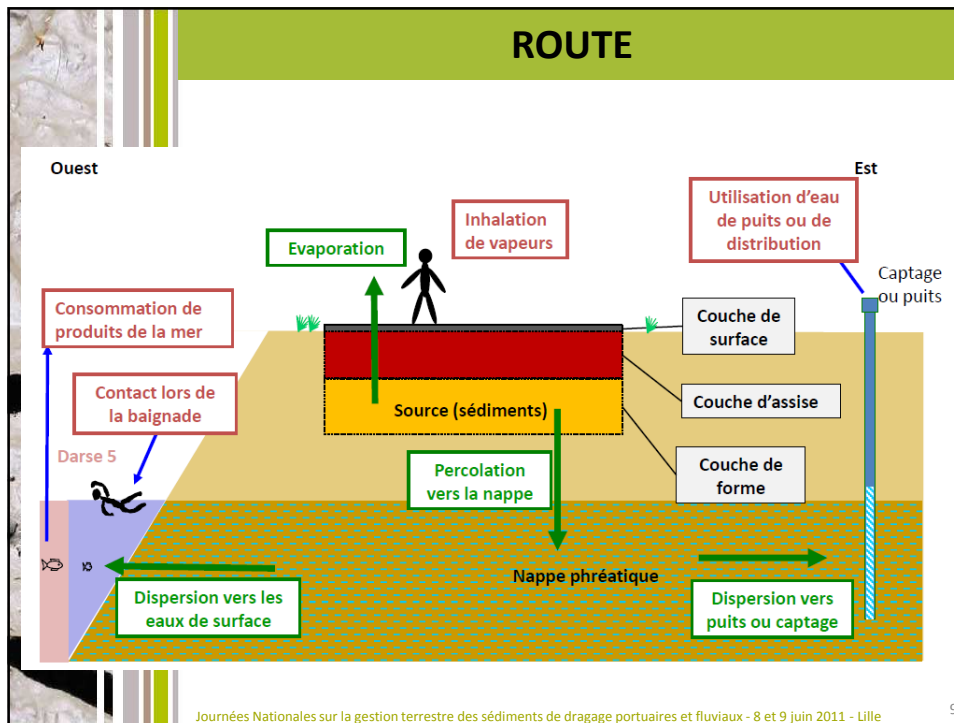 ROUTE
Ouest
Est
Utilisation d'eau
de puits ou de
distribution
Inhalation
de vapeurs
Evaporation
Captage
ou puits
Consommation de
produits de la mer
Couche de
surface
Contact lors de
la baignade
Couche d'assise
Source (sédiments)
Darse 5
Percolation
vers la nappe
Couche de
forme
Nappe phréatique
Dispersion vers les
eaux de surface
Dispersion vers
puits ou captage
Journées Nationales sur la gestion terrestre des sédiments de dragage portuaires et fluviaux - 8 et 9 juin 2011 - Lille
9